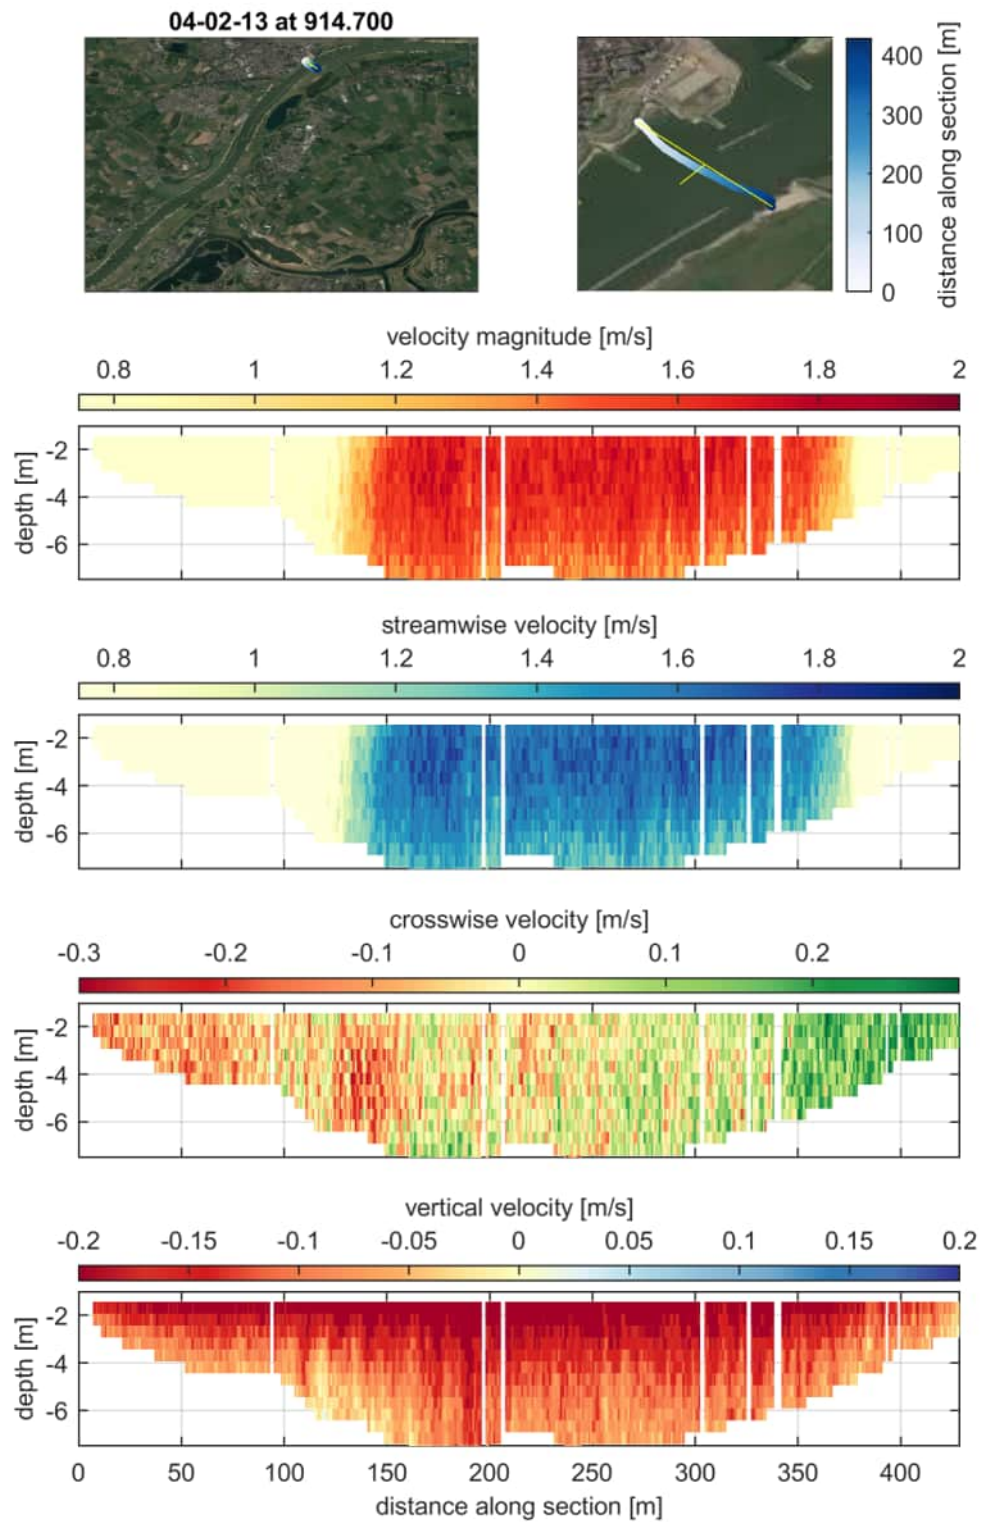 04-02-13 at 914.700
400
300
200
100
0
distance along section [m]
velocity magnitude [m/s]
0.8 1 1.2 1.4 1.6 1.8 2
-2
-4
-6
depth [m]
streamwise velocity [m/s]
0.8 1 1.2 1.4 1.6 1.8 2
-2
-4
-6
depth [m]
crosswise velocity [m/s]
-0.3 -0.2 -0.1 0 0.1 0.2
-2
-4
-6
depth [m]
vertical velocity [m/s]
-0.2 -0.15 -0.1 -0.05 0 0.05 0.1 0.15 0.2
-2
-4
-6
depth [m]
0 50 100 150 200 250 300 350 400
distance along section [m]